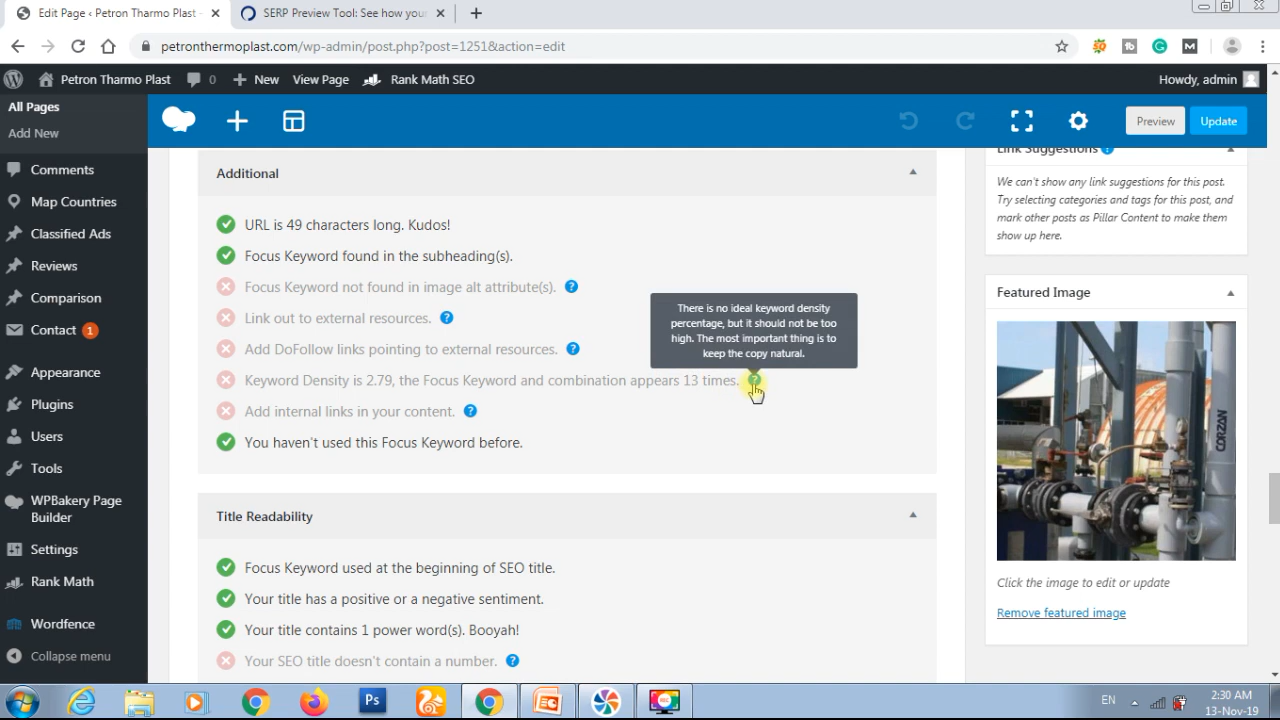 Edit Page ‹ Petron Tharmo Plast -
SERP Preview Tool: See how your
petronthermoplast.com/wp-admin/post.php?post=1251&action=edit
Petron Tharmo Plast
0
New
View Page
Rank Math SEO
Howdy, admin
All Pages
Add New
Comments
Map Countries
Classified Ads
Reviews
Comparison
Contact 1
Appearance
Plugins
Users
Tools
WPBakery Page
Builder
Settings
Rank Math
Wordfence
Collapse menu
Preview
Update
Additional
URL is 49 characters long. Kudos!
Focus Keyword found in the subheading(s).
Focus Keyword not found in image alt attribute(s). ?
Link out to external resources. ?
Add DoFollow links pointing to external resources. ?
Keyword Density is 2.79, the Focus Keyword and combination appears 13 times. ?
Add internal links in your content. ?
You haven't used this Focus Keyword before.
There is no ideal keyword density
percentage, but it should not be too
high. The most important thing is to
keep the copy natural.
Title Readability
Focus Keyword used at the beginning of SEO title.
Your title has a positive or a negative sentiment.
Your title contains 1 power word(s). Booyah!
Your SEO title doesn't contain a number. ?
Link Suggestions ?
We can't show any link suggestions for this post.
Try selecting categories and tags for this post, and
mark other posts as Pillar Content to make them
show up here.
Featured Image
CORZAN
Click the image to edit or update
Remove featured image
Ps
REC
EN
2:30 AM
13-Nov-19